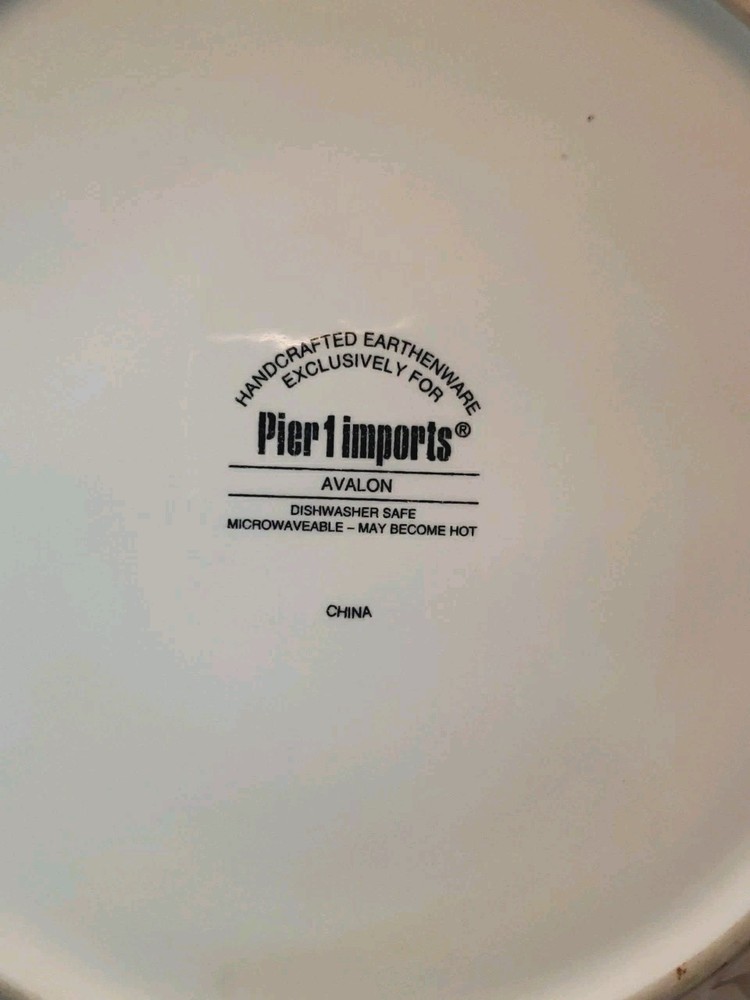 HANDCRAFTED EARTHENWARE
EXCLUSIVELY FOR
Pier 1 imports®
AVALON
DISHWASHER SAFE
MICROWAVEABLE – MAY BECOME HOT
CHINA